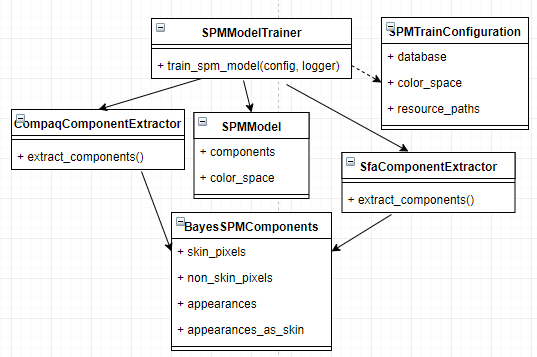 SPMModelTrainer
+ train_spm_model(config, logger)
SPMTrainConfiguration
+ database
+ color_space
+ resource_paths
CompaqComponentExtractor
+ extract_components()
SPMModel
+ components
+ color_space
SfaComponentExtractor
+ extract_components()
BayesSPMComponents
+ skin_pixels
+ non_skin_pixels
+ appearances
+ appearances_as_skin